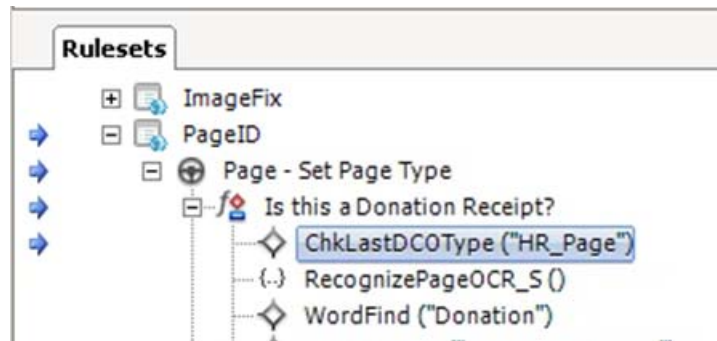 Rulesets
ImageFix
PageID
Page - Set Page Type
Is this a Donation Receipt?
ChkLastDCOType ("HR_Page")
RecognizePageOCR_S ()
WordFind ("Donation")